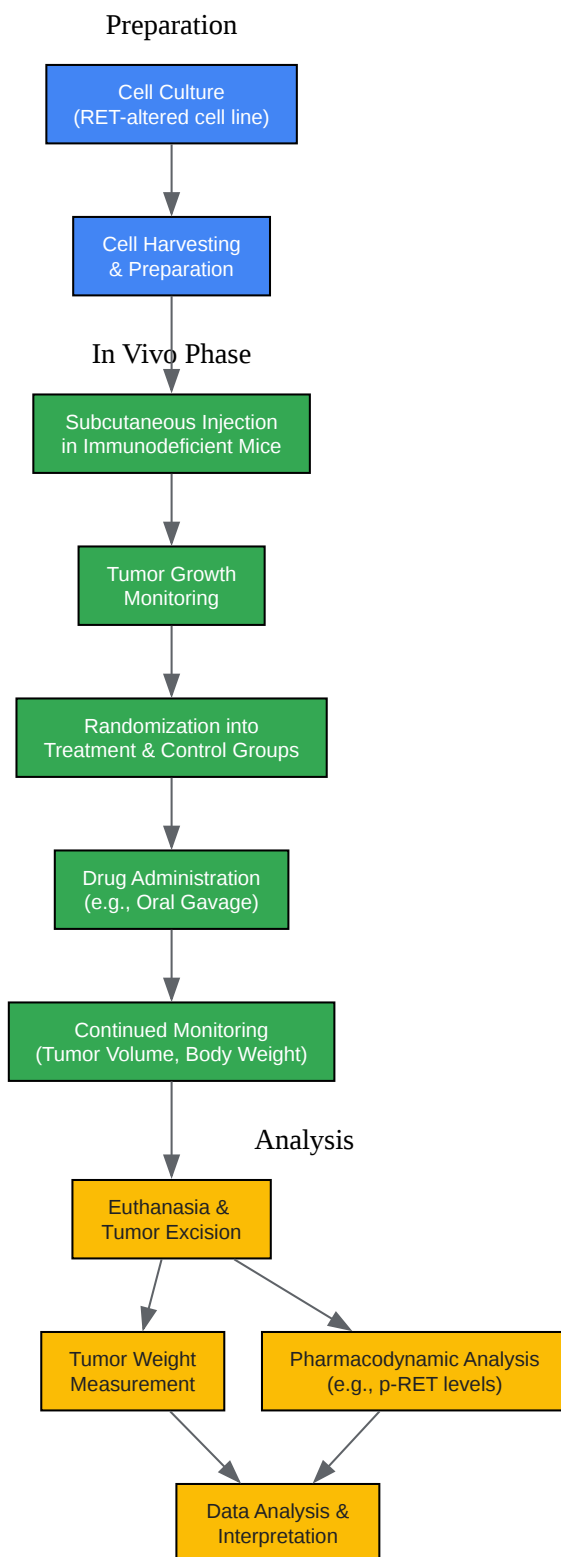 Preparation
Cell Culture
(RET-altered cell line)
Cell Harvesting
& Preparation
In Vivo Phase
Subcutaneous Injection
in Immunodeficient Mice
Tumor Growth
Monitoring
Randomization into
Treatment & Control Groups
Drug Administration
(e.g., Oral Gavage)
Continued Monitoring
(Tumor Volume, Body Weight)
Analysis
Euthanasia &
Tumor Excision
Tumor Weight
Measurement
Pharmacodynamic Analysis
(e.g., p-RET levels)
Data Analysis &
Interpretation